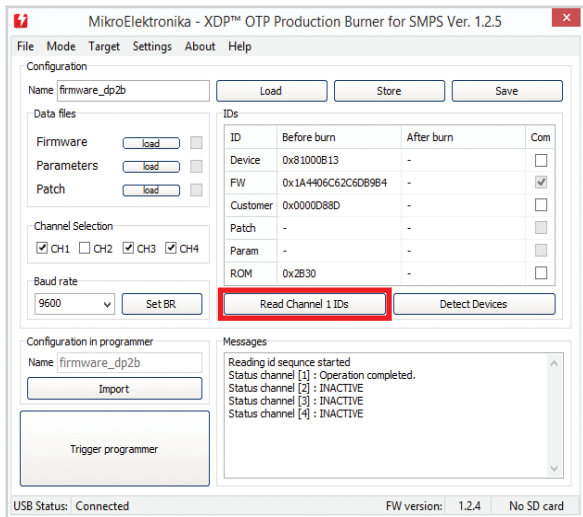 MikroElektronika - XDP™ OTP Production Burner for SMPS Ver. 1.2.5
File Mode Target Settings About Help
Configuration
Name firmware_dp2b Load Store Save
Data files
Firmware load
Parameters load
Patch load
Channel Selection
CH1 CH2 CH3 CH4
Baud rate
9600 Set BR
IDs
ID Before burn After burn Com
Device 0x81000B13 -
FW 0x1A4406C62C6DB9B4 -
Customer 0x0000D88D -
Patch - -
Param - -
ROM 0x2B30 -
Read Channel 1 IDs Detect Devices
Configuration in programmer
Name firmware_dp2b
Import
Trigger programmer
Messages
Reading id sequnce started
Status channel [1] : Operation completed.
Status channel [2] : INACTIVE
Status channel [3] : INACTIVE
Status channel [4] : INACTIVE
USB Status: Connected FW version: 1.2.4 No SD card